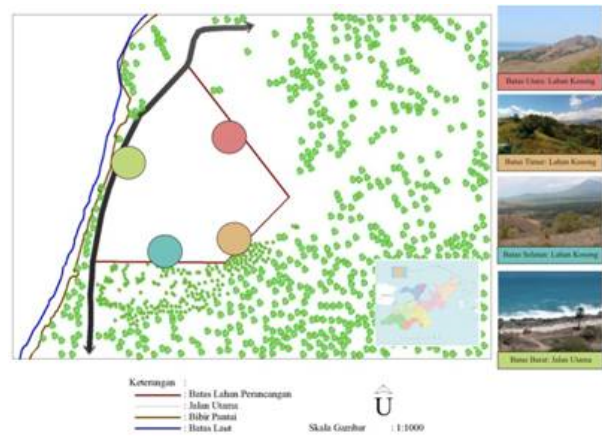 Batas Utara: Lahan Kosong
Batas Timur: Lahan Kosong
Batas Selatan: Lahan Kosong
Batas Barat: Jalan Utama
Keterangan :
: Batas Lahan Perancangan
: Jalan Utama
: Bibir Pantai
: Batas Laut
U
Skala Gambar : 1:1000